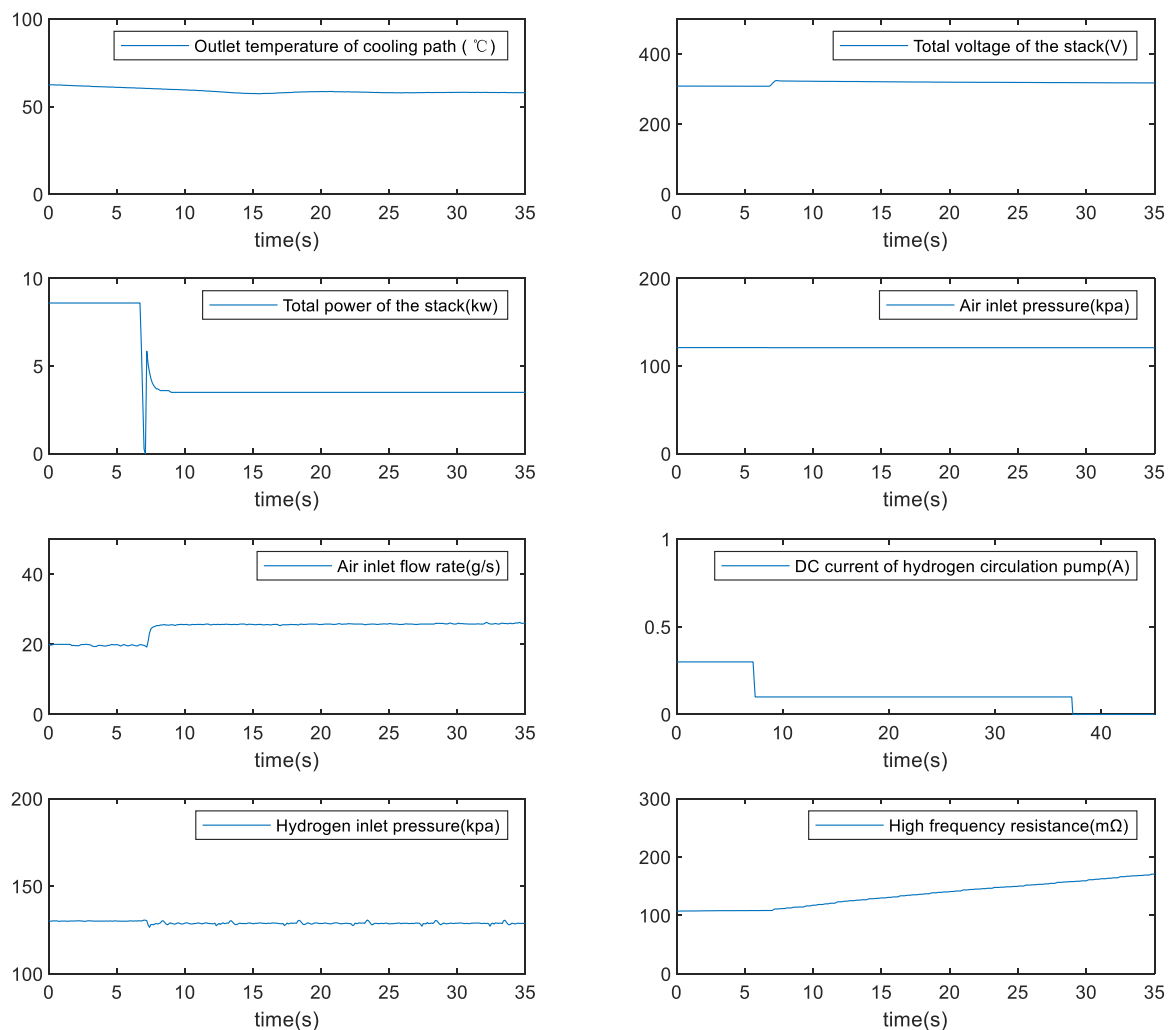 100
50
0
Outlet temperature of cooling path ( ℃)
0 5 10 15 20 25 30 35
time(s)
400
200
0
Total voltage of the stack(V)
0 5 10 15 20 25 30 35
time(s)
10
5
0
Total power of the stack(kw)
0 5 10 15 20 25 30 35
time(s)
200
100
0
Air inlet pressure(kpa)
0 5 10 15 20 25 30 35
time(s)
40
20
0
Air inlet flow rate(g/s)
0 5 10 15 20 25 30 35
time(s)
1
0.5
0
DC current of hydrogen circulation pump(A)
0 10 20 30 40
time(s)
200
150
100
Hydrogen inlet pressure(kpa)
0 5 10 15 20 25 30 35
time(s)
300
200
100
0
High frequency resistance(mΩ)
0 5 10 15 20 25 30 35
time(s)